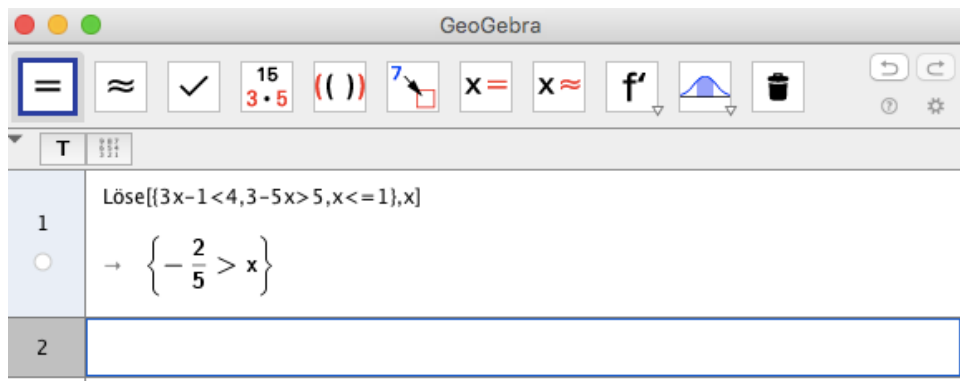 GeoGebra
= ≈ ✓ 15 3·5 (( )) 7 x= x≈ f′
T
1
Löse[{3x–1<4,3–5x>5,x<=1},x]
→ {– 2/5 > x}
2